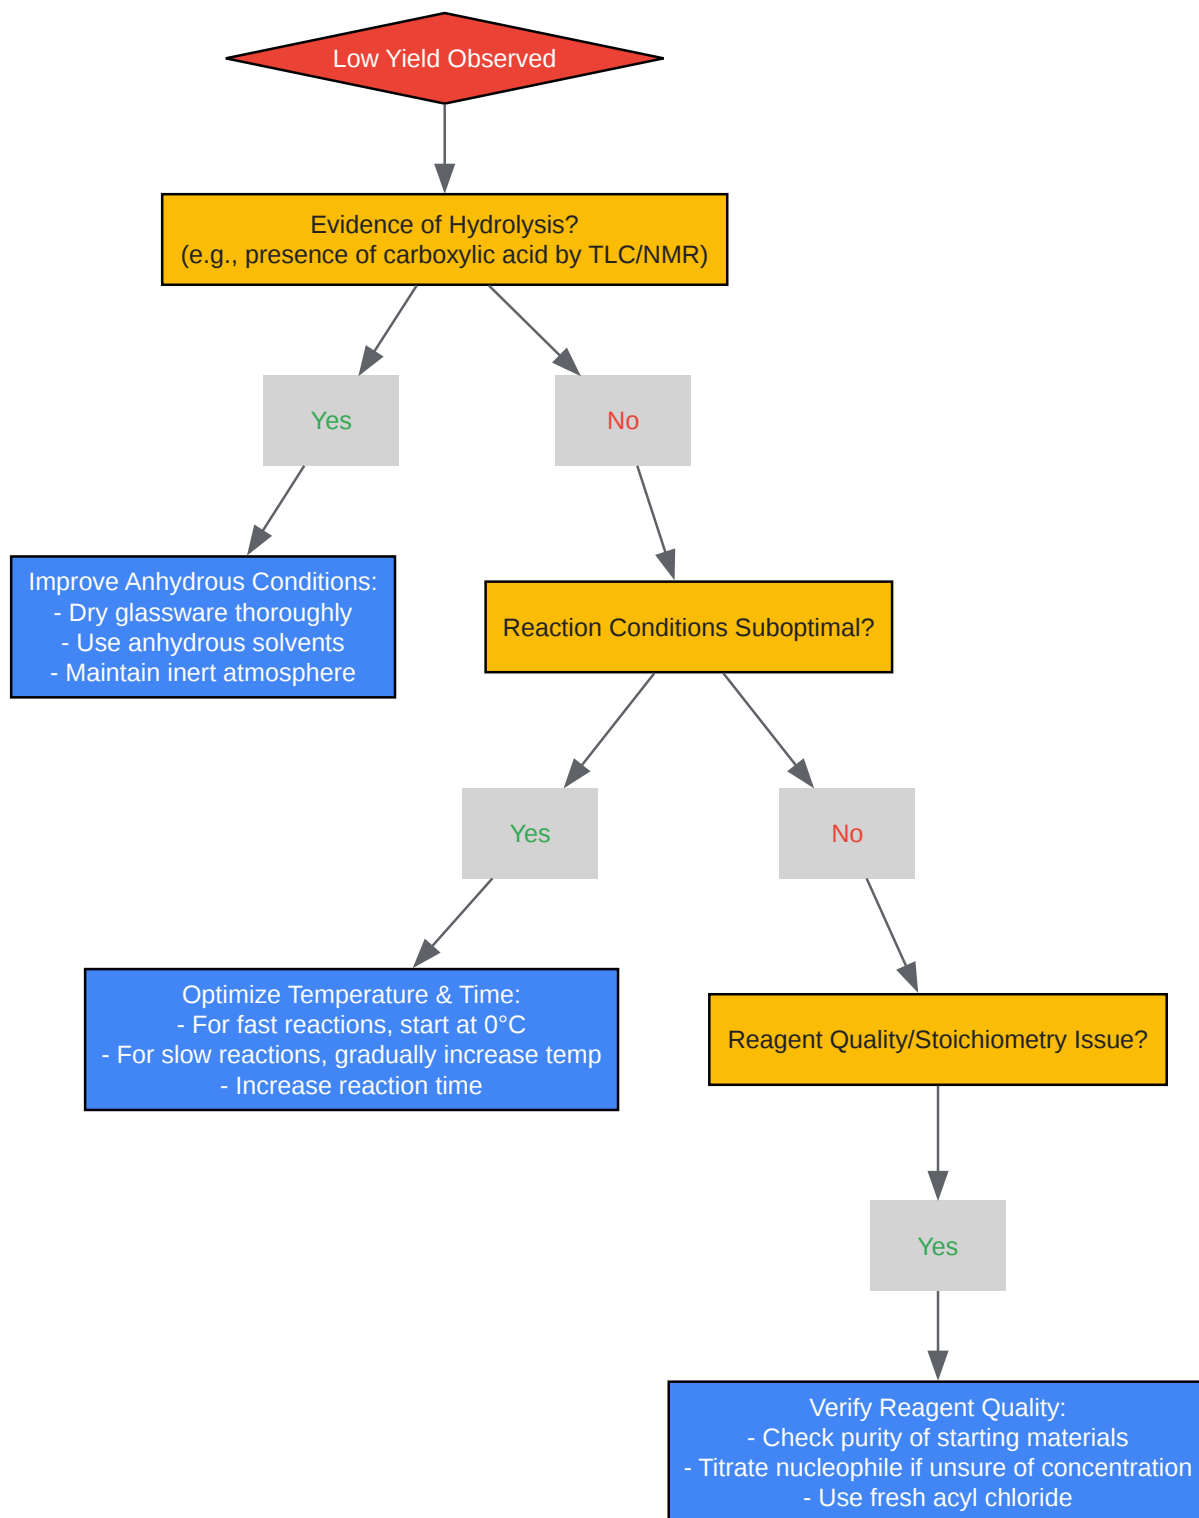 Low Yield Observed
Evidence of Hydrolysis?
(e.g., presence of carboxylic acid by TLC/NMR)
Yes
No
Improve Anhydrous Conditions:
- Dry glassware thoroughly
- Use anhydrous solvents
- Maintain inert atmosphere
Reaction Conditions Suboptimal?
Yes
No
Optimize Temperature & Time:
- For fast reactions, start at 0°C
- For slow reactions, gradually increase temp
- Increase reaction time
Reagent Quality/Stoichiometry Issue?
Yes
Verify Reagent Quality:
- Check purity of starting materials
- Titrate nucleophile if unsure of concentration
- Use fresh acyl chloride